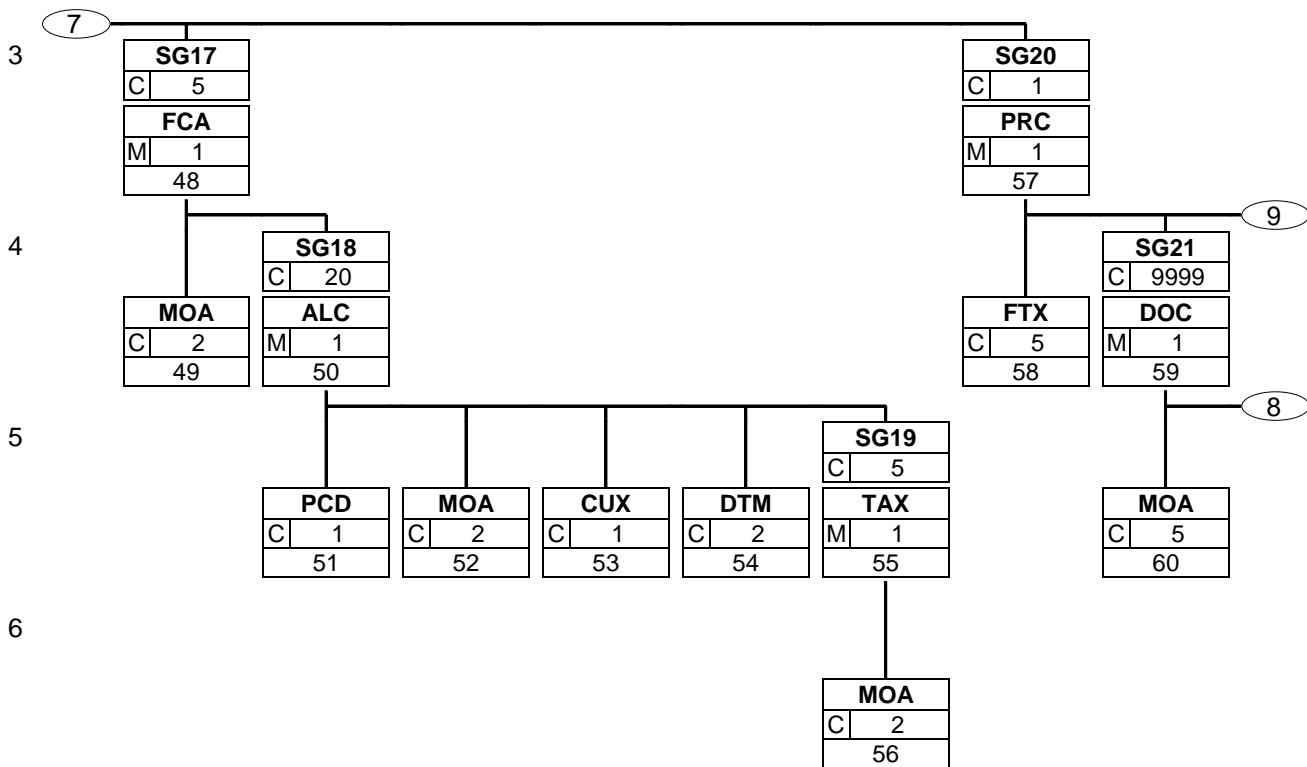 7
3
SG17 SG20
C 5 C 1
FCA PRC
M 1 M 1
48 57
9
4
SG18 SG21
C 20 C 9999
MOA ALC FTX DOC
C 2 M 1 C 5 M 1
49 50 58 59
8
5
SG19
C 5
PCD MOA CUX DTM TAX MOA
C 1 C 2 C 1 C 2 M 1 C 5
51 52 53 54 55 60
6
MOA
C 2
56